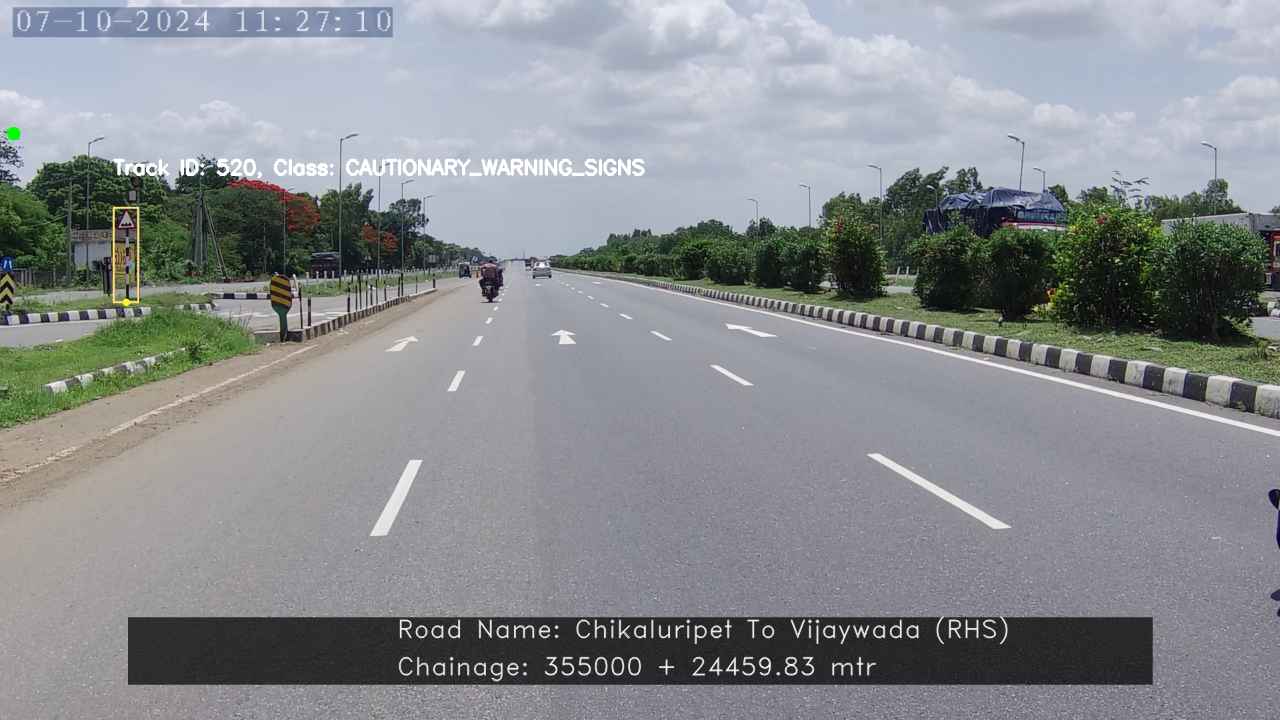 07-10-2024 11:27:10
Track ID: 520, Class: CAUTIONARY_WARNING_SIGNS
Road Name: Chikaluripet To Vijaywada (RHS)
Chainage: 355000 + 24459.83 mtr